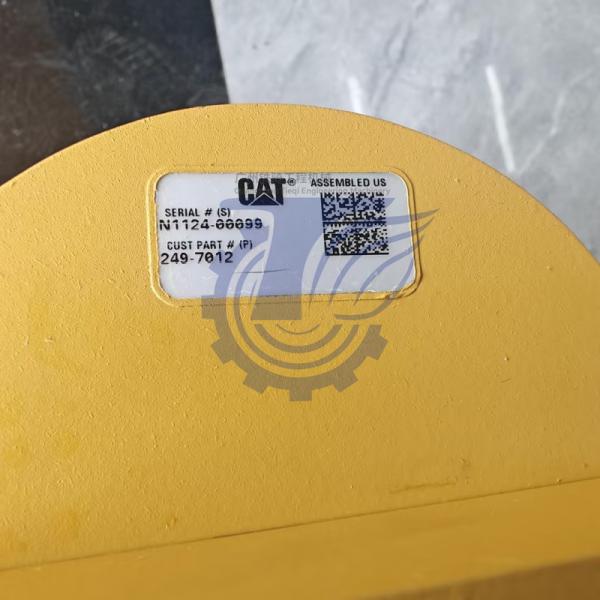 CAT® ASSEMBLED US
SERIAL # (S)
N1124-00099
CUST PART # (P)
249-7012